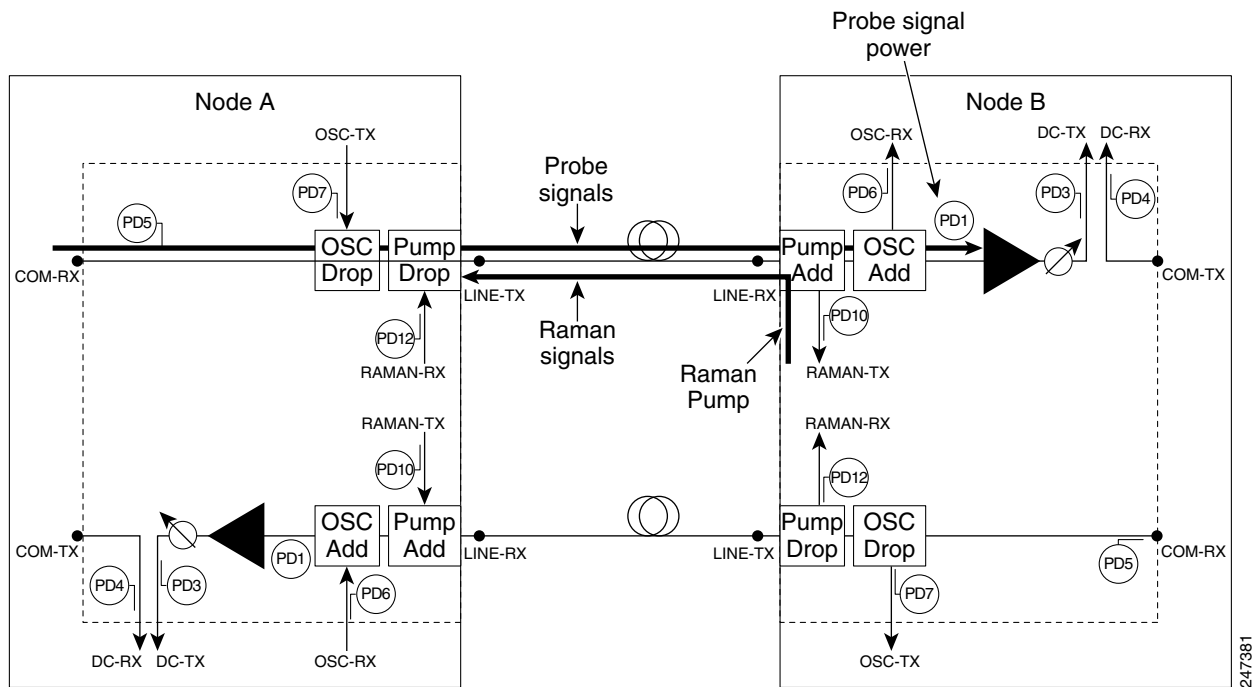 Probe signal
power
Node A
Node B
OSC-TX
OSC-RX
DC-TX
DC-RX
Probe
signals
PD7
PD6
PD3
PD4
PD5
PD1
OSC
Drop
Pump
Drop
Pump
Add
OSC
Add
COM-RX
LINE-TX
LINE-RX
COM-TX
PD12
Raman
signals
PD10
RAMAN-RX
Raman
Pump
RAMAN-TX
RAMAN-TX
RAMAN-RX
PD10
PD12
OSC
Add
Pump
Add
Pump
Drop
OSC
Drop
COM-TX
PD1
LINE-RX
LINE-TX
PD5
COM-RX
PD4
PD3
PD6
PD7
DC-RX
DC-TX
OSC-RX
OSC-TX
247381